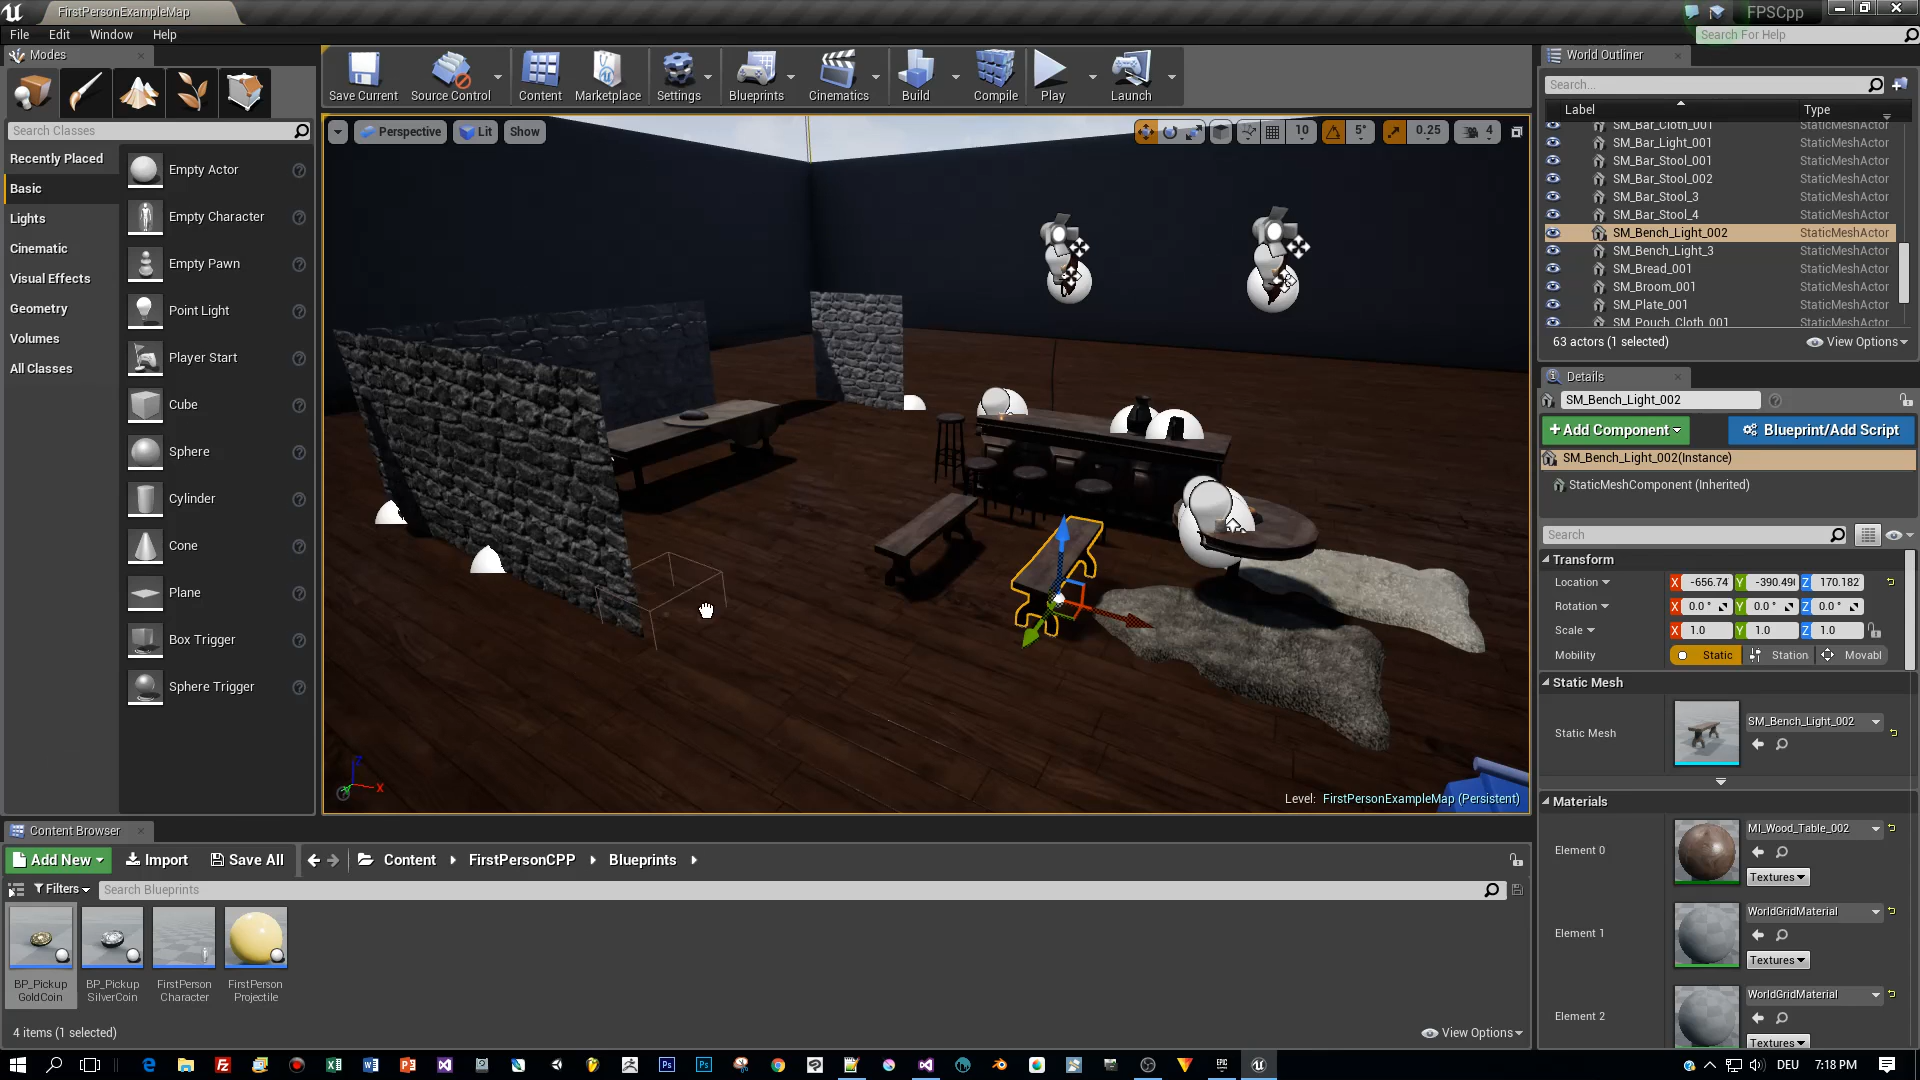 FirstPersonExampleMap
FPSCpp
File Edit Window Help
Search For Help
Modes
Search Classes
Recently Placed
Basic
Lights
Cinematic
Visual Effects
Geometry
Volumes
All Classes
Empty Actor
Empty Character
Empty Pawn
Point Light
Player Start
Cube
Sphere
Cylinder
Cone
Plane
Box Trigger
Sphere Trigger
Save Current Source Control Content Marketplace Settings Blueprints Cinematics Build Compile Play Launch
Perspective Lit Show
10 5° 0.25 4
Z
X
Level: FirstPersonExampleMap (Persistent)
World Outliner
Search...
Label Type
SM_Bar_Cloth_001 StaticMeshActor
SM_Bar_Light_001 StaticMeshActor
SM_Bar_Stool_001 StaticMeshActor
SM_Bar_Stool_002 StaticMeshActor
SM_Bar_Stool_3 StaticMeshActor
SM_Bar_Stool_4 StaticMeshActor
SM_Bench_Light_002 StaticMeshActor
SM_Bench_Light_3 StaticMeshActor
SM_Bread_001 StaticMeshActor
SM_Broom_001 StaticMeshActor
SM_Plate_001 StaticMeshActor
SM_Pouch_Cloth_001 StaticMeshActor
63 actors (1 selected) View Options
Details
SM_Bench_Light_002
+Add Component Blueprint/Add Script
SM_Bench_Light_002(Instance)
StaticMeshComponent (Inherited)
Search
Transform
Location X -656.74 Y -390.49 Z 170.182
Rotation X 0.0 ° Y 0.0 ° Z 0.0 °
Scale X 1.0 Y 1.0 Z 1.0
Mobility Static Station Movabl
Static Mesh
Static Mesh SM_Bench_Light_002
Materials
Element 0 MI_Wood_Table_002
Textures
Element 1 WorldGridMaterial
Textures
Element 2 WorldGridMaterial
Textures
Content Browser
Add New Import Save All Content FirstPersonCPP Blueprints
Filters Search Blueprints
BP_Pickup GoldCoin
BP_Pickup SilverCoin
FirstPerson Character
FirstPerson Projectile
4 items (1 selected) View Options
DEU 7:18 PM